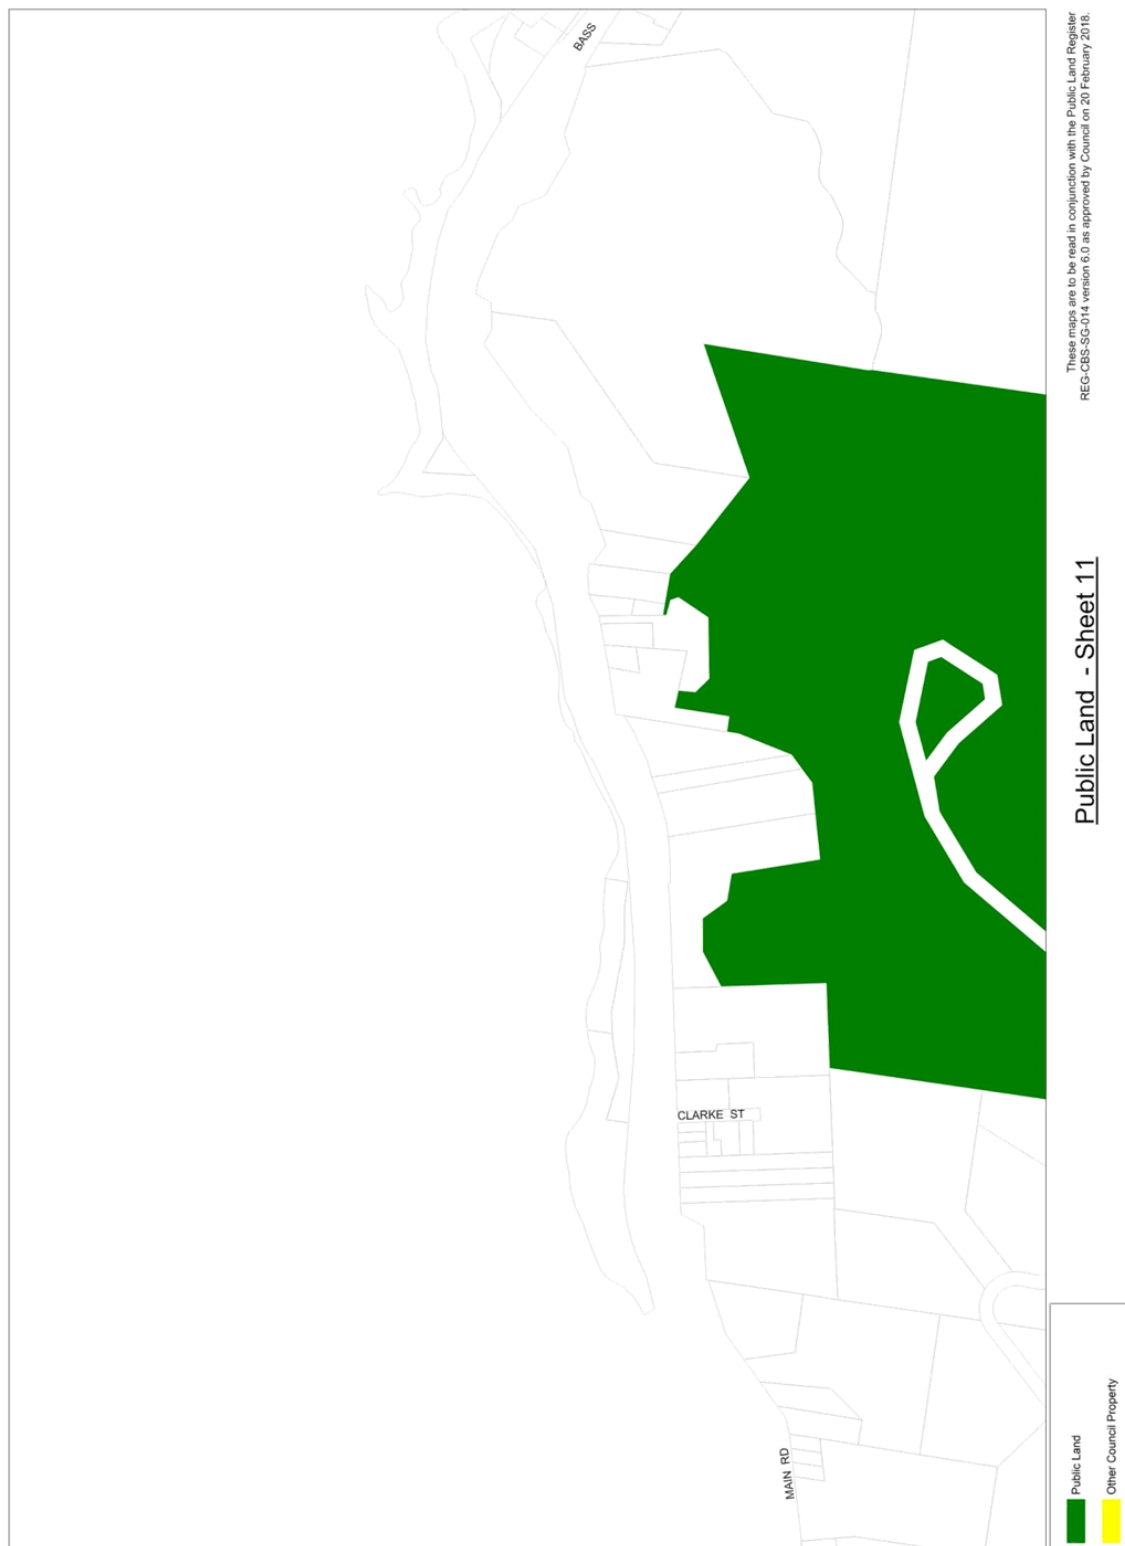 BASS
CLARKE ST
MAIN RD
Public Land - Sheet 11
These maps are to be read in conjunction with the Public Land Register
REG-CBS-SG-014 version 6.0 as approved by Council on 20 February 2018.
Public Land
Other Council Property